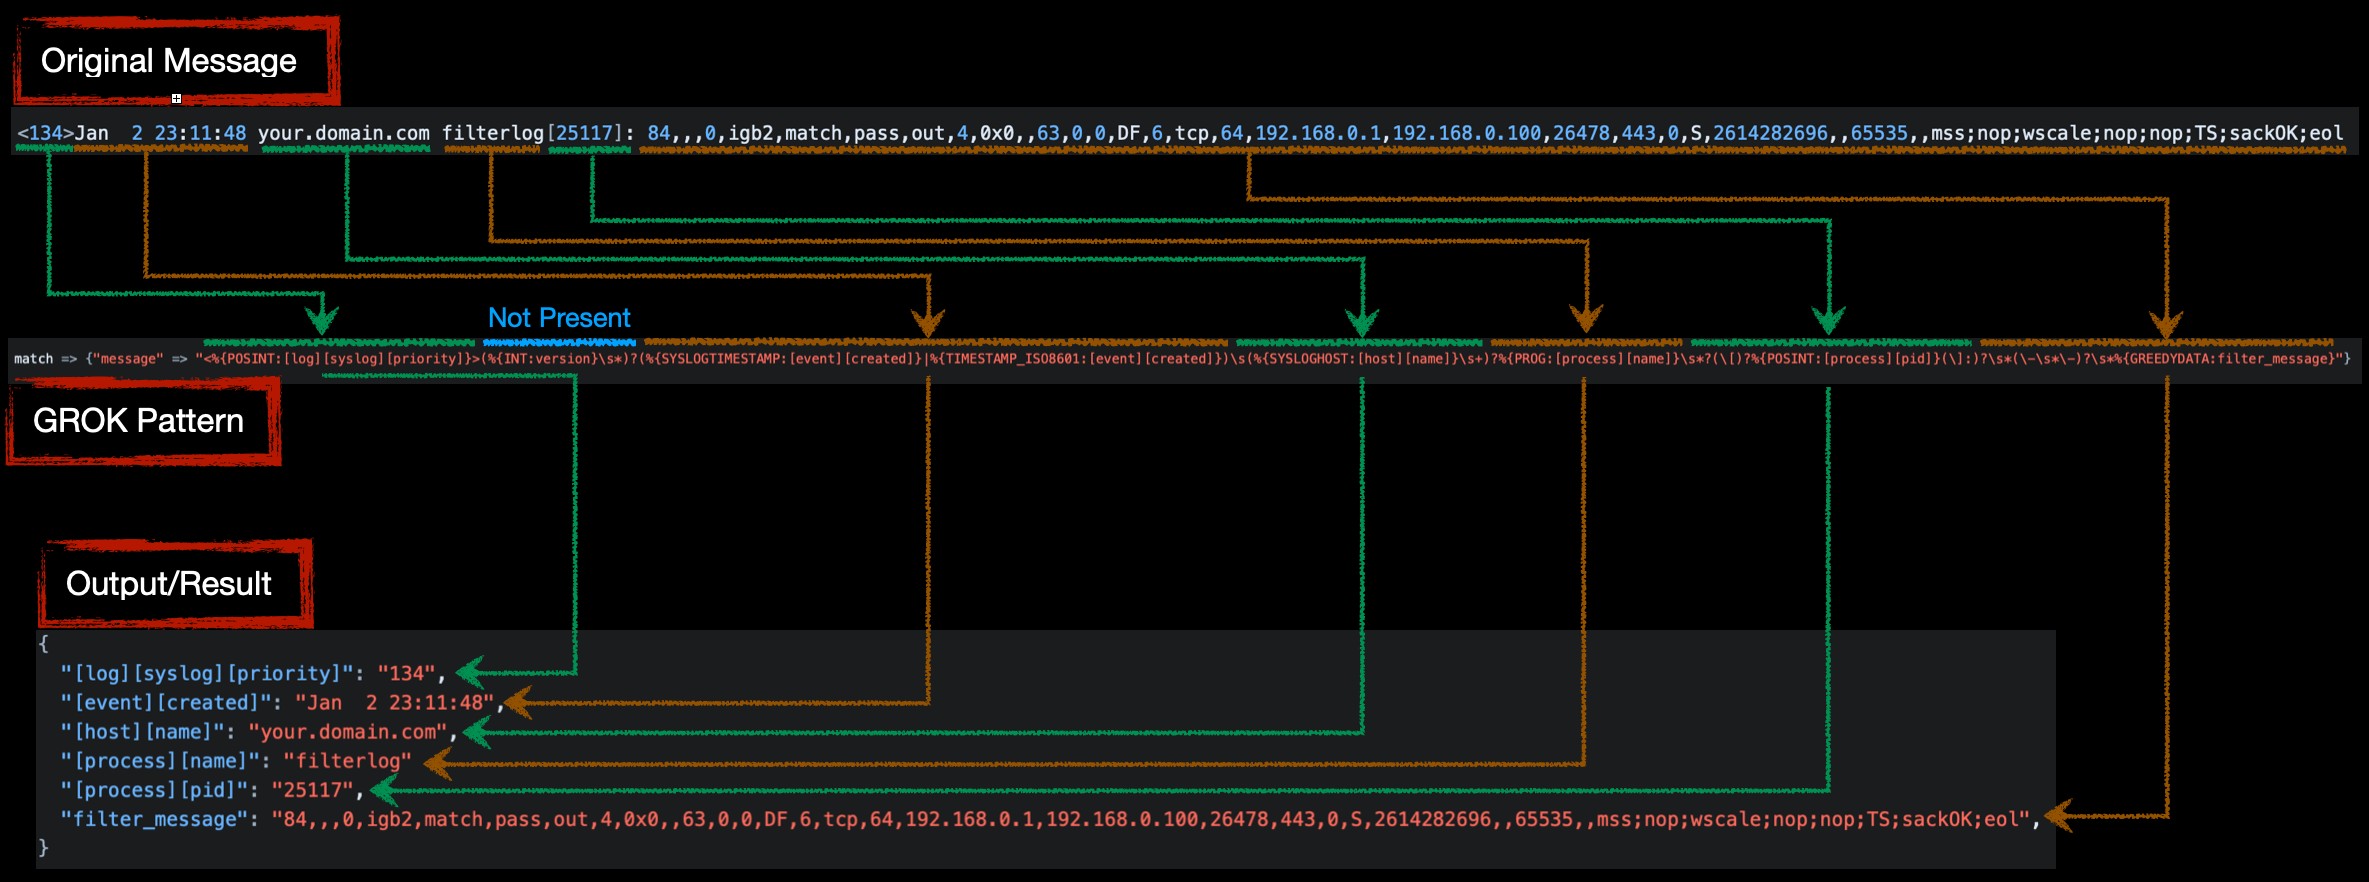 Original Message
<134>Jan  2 23:11:48 your.domain.com filterlog[25117]: 84,,,0,igb2,match,pass,out,4,0x0,,63,0,0,DF,6,tcp,64,192.168.0.1,192.168.0.100,26478,443,0,S,2614282696,,65535,,mss;nop;wscale;nop;nop;TS;sackOK;eol
Not Present
match => {"message" => "<%{POSINT:[log][syslog][priority]}>(%{INT:version}\s*)?(%{SYSLOGTIMESTAMP:[event][created]}|%{TIMESTAMP_ISO8601:[event][created]})\s(%{SYSLOGHOST:[host][name]}\s+)?%{PROG:[process][name]}\s*?(\[)?%{POSINT:[process][pid]}(\]:)?\s*(\-\s*\-)?\s*%{GREEDYDATA:filter_message}"}
GROK Pattern
Output/Result
{
  "[log][syslog][priority]": "134",
  "[event][created]": "Jan  2 23:11:48",
  "[host][name]": "your.domain.com",
  "[process][name]": "filterlog"
  "[process][pid]": "25117",
  "filter_message": "84,,,0,igb2,match,pass,out,4,0x0,,63,0,0,DF,6,tcp,64,192.168.0.1,192.168.0.100,26478,443,0,S,2614282696,,65535,,mss;nop;wscale;nop;nop;TS;sackOK;eol",
}